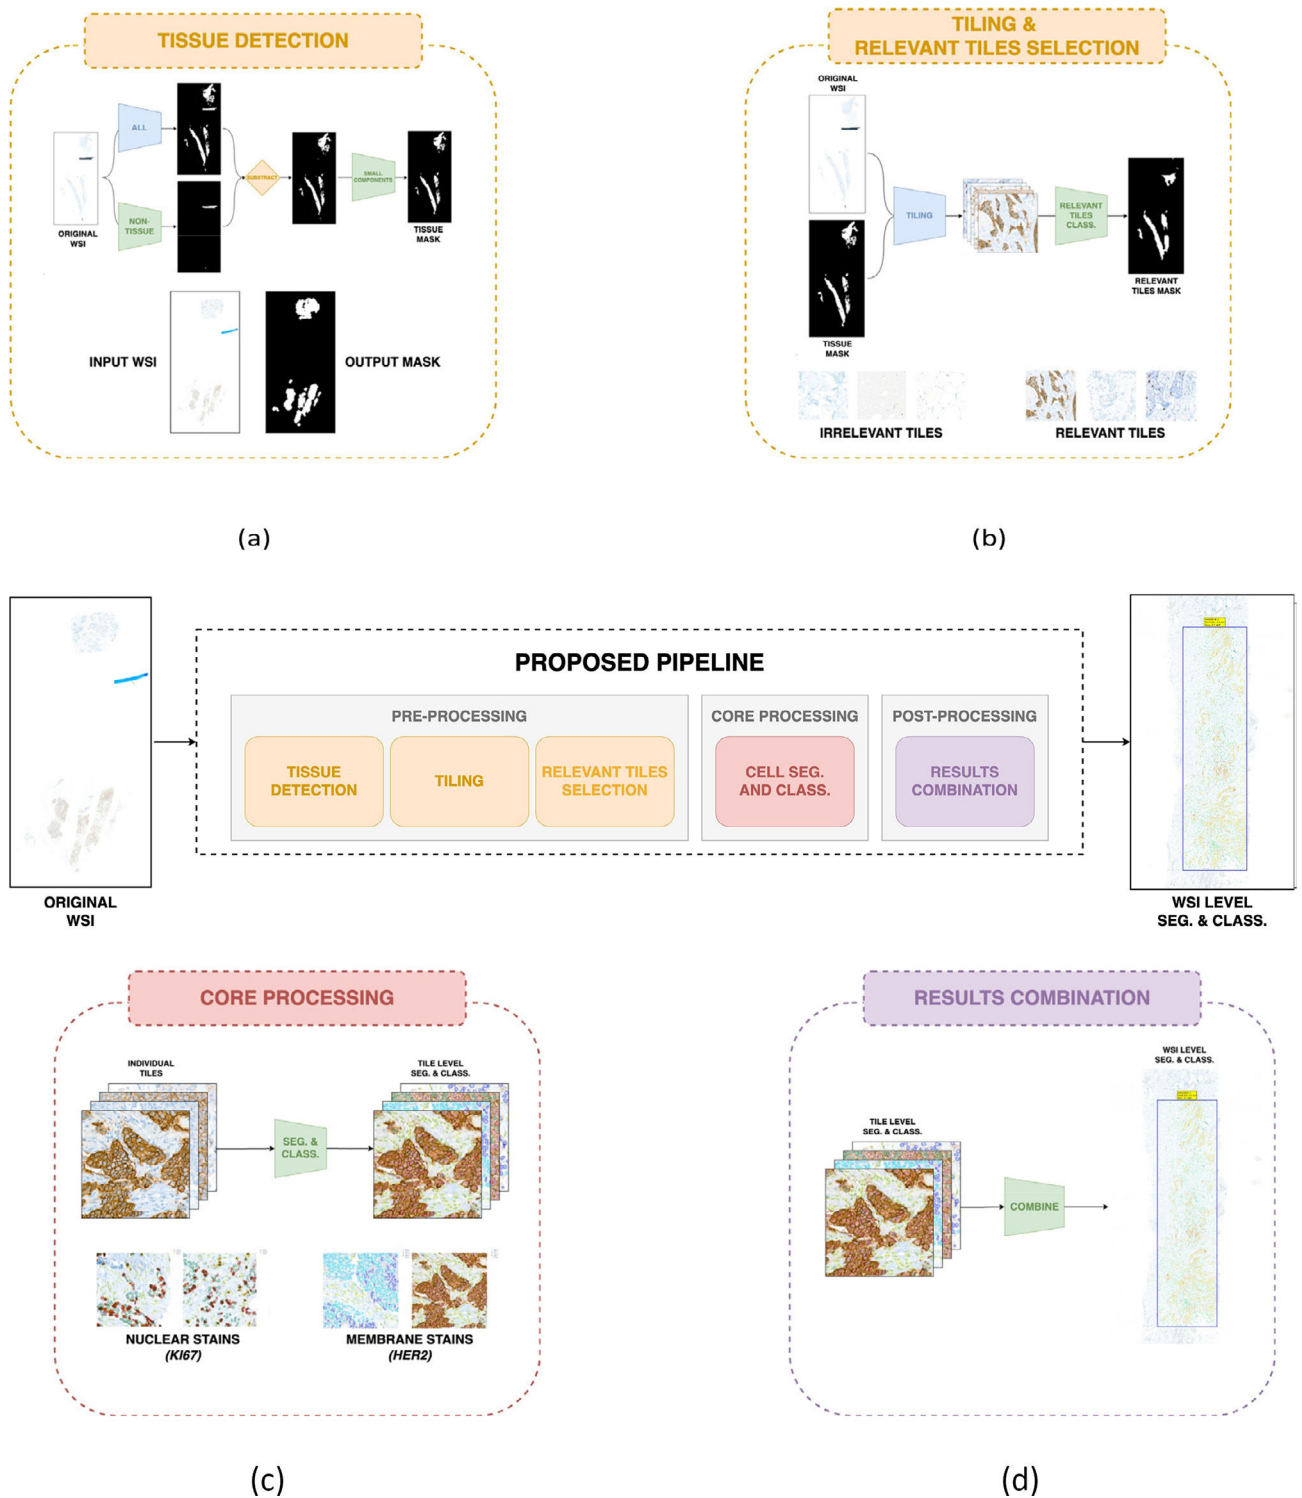 TISSUE DETECTION
ALL
NON-
TISSUE
ORIGINAL
WSI
SUBSTRACT
SMALL
COMPONENTS
TISSUE
MASK
INPUT WSI
OUTPUT MASK
(a)
TILING &
RELEVANT TILES SELECTION
ORIGINAL
WSI
TILING
RELEVANT
TILES
CLASS.
RELEVANT
TILES MASK
TISSUE
MASK
IRRELEVANT TILES
RELEVANT TILES
(b)
PROPOSED PIPELINE
PRE-PROCESSING
TISSUE
DETECTION
TILING
RELEVANT TILES
SELECTION
CORE PROCESSING
CELL SEG.
AND CLASS.
POST-PROCESSING
RESULTS
COMBINATION
ORIGINAL
WSI
WSI LEVEL
SEG. & CLASS.
CORE PROCESSING
INDIVIDUAL
TILES
SEG. &
CLASS.
TILE LEVEL
SEG. & CLASS.
NUCLEAR STAINS
(KI67)
MEMBRANE STAINS
(HER2)
(c)
RESULTS COMBINATION
TILE LEVEL
SEG. & CLASS.
COMBINE
WSI LEVEL
SEG. & CLASS.
(d)